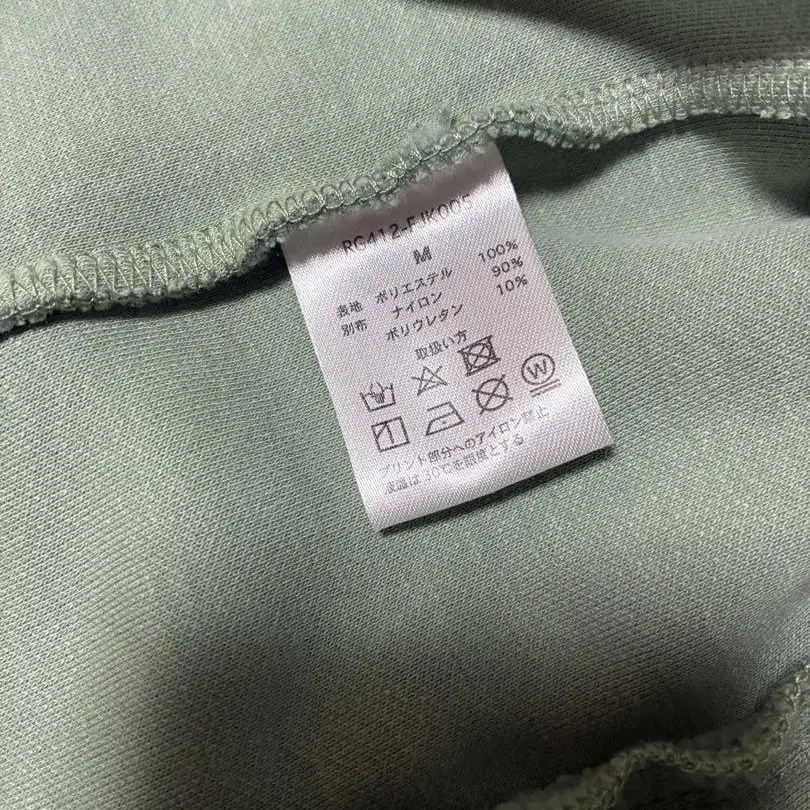 RG412-FJK005
M
表地 ポリエステル 100%
別布 ナイロン 90%
ポリウレタン 10%
取扱い方
W
プリント部分へのアイロン禁止
液温は30℃を限度とする